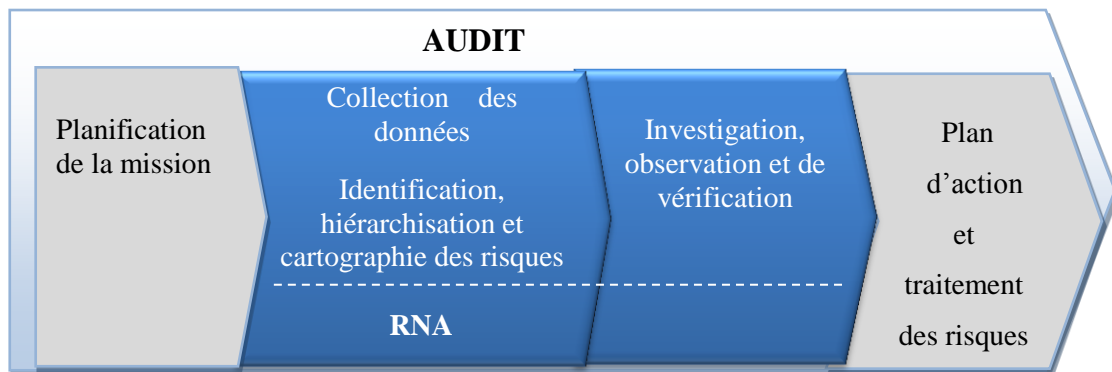 AUDIT
Planification
de la mission
Collection des
données
Identification,
hiérarchisation et
cartographie des risques
RNA
Investigation,
observation et de
vérification
Plan
d’action
et
traitement
des risques